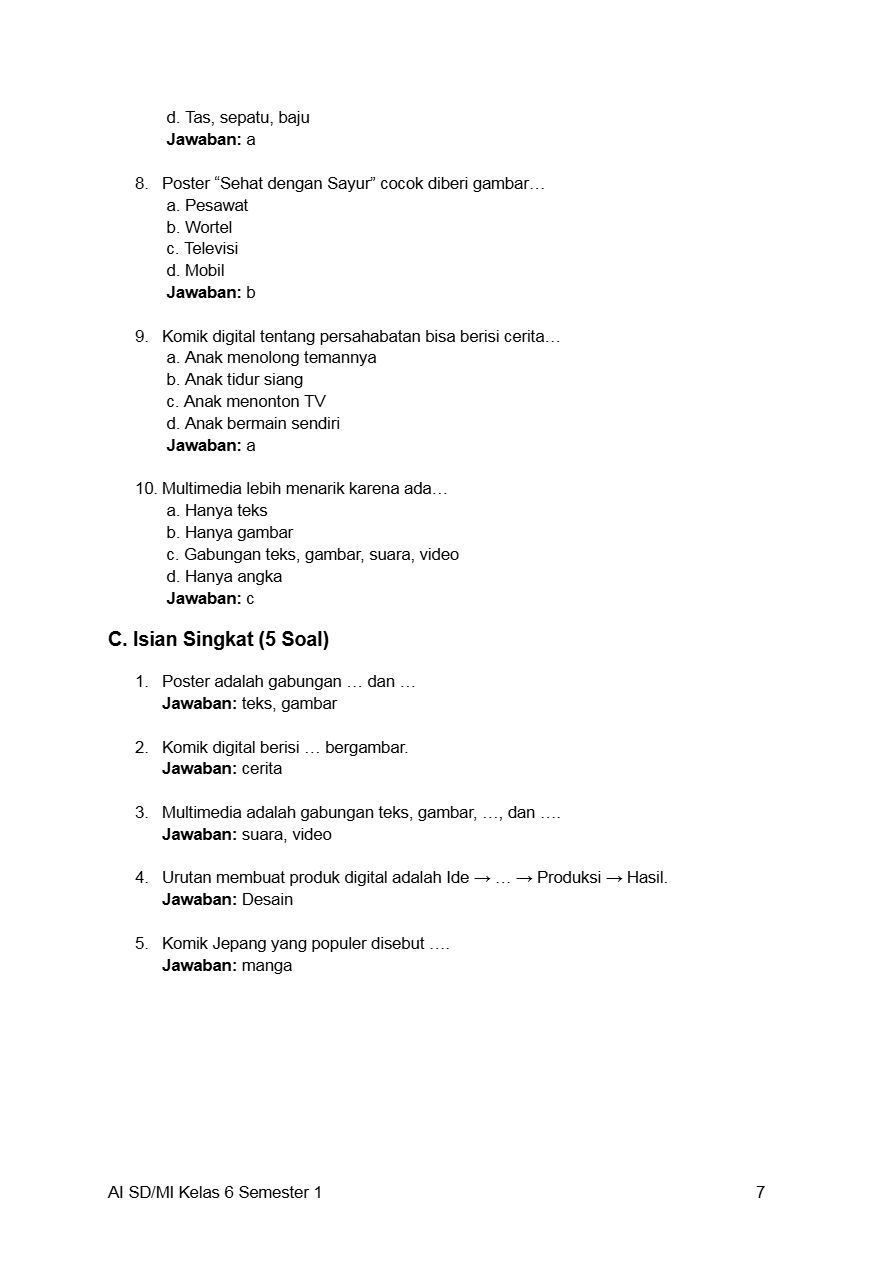 d. Tas, sepatu, baju
Jawaban: a
8. Poster “Sehat dengan Sayur” cocok diberi gambar…
a. Pesawat
b. Wortel
c. Televisi
d. Mobil
Jawaban: b
9. Komik digital tentang persahabatan bisa berisi cerita…
a. Anak menolong temannya
b. Anak tidur siang
c. Anak menonton TV
d. Anak bermain sendiri
Jawaban: a
10. Multimedia lebih menarik karena ada…
a. Hanya teks
b. Hanya gambar
c. Gabungan teks, gambar, suara, video
d. Hanya angka
Jawaban: c
C. Isian Singkat (5 Soal)
1. Poster adalah gabungan … dan …
Jawaban: teks, gambar
2. Komik digital berisi … bergambar.
Jawaban: cerita
3. Multimedia adalah gabungan teks, gambar, …, dan ….
Jawaban: suara, video
4. Urutan membuat produk digital adalah Ide → … → Produksi → Hasil.
Jawaban: Desain
5. Komik Jepang yang populer disebut ….
Jawaban: manga
AI SD/MI Kelas 6 Semester 1 7